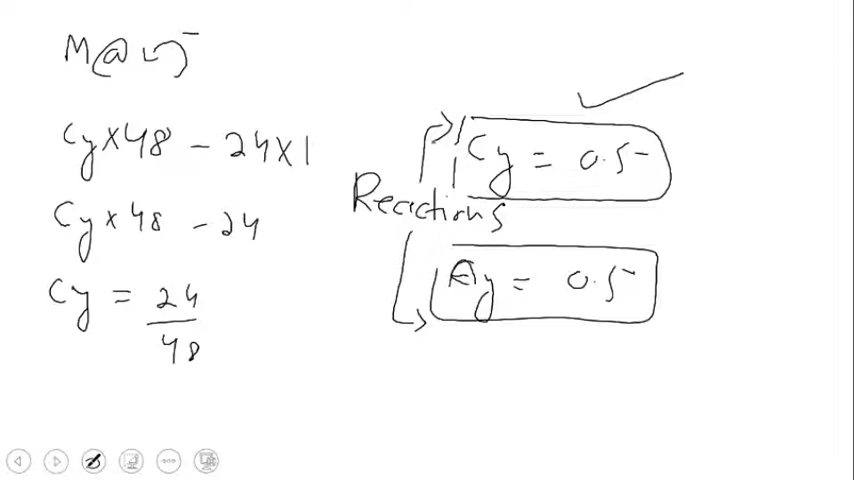 Cy×48 - 24×1
Cy×48 - 24
Cy = 24
48
Reactions
Cy = 0.5
Ay = 0.5